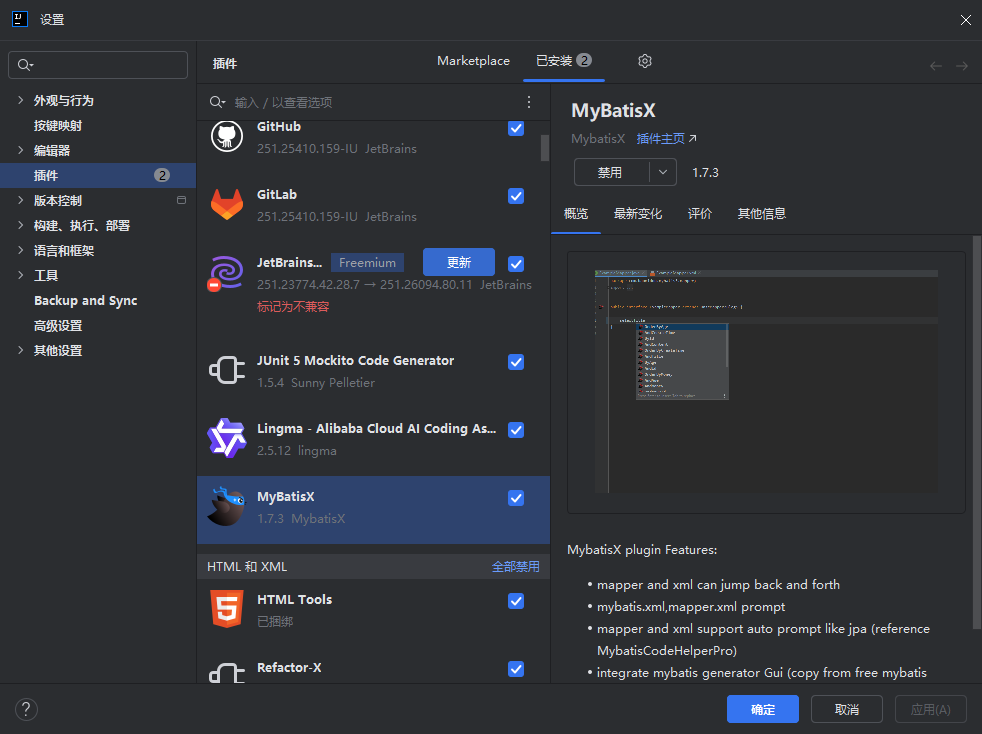 设置
外观与行为
按键映射
编辑器
插件 2
版本控制
构建、执行、部署
语言和框架
工具
Backup and Sync
高级设置
其他设置
插件
Marketplace
已安装 2
输入 / 以查看选项
GitHub
251.25410.159-IU JetBrains
GitLab
251.25410.159-IU JetBrains
JetBrains... Freemium 更新
251.23774.42.28.7 → 251.26094.80.11 JetBrains
标记为不兼容
JUnit 5 Mockito Code Generator
1.5.4 Sunny Pelletier
Lingma - Alibaba Cloud AI Coding As...
2.5.12 lingma
MyBatisX
1.7.3 MybatisX
HTML 和 XML 全部禁用
HTML Tools
已捆绑
Refactor-X
MyBatisX
MybatisX 插件主页
禁用 1.7.3
概览 最新变化 评价 其他信息
MybatisX plugin Features:
• mapper and xml can jump back and forth
• mybatis.xml,mapper.xml prompt
• mapper and xml support auto prompt like jpa (reference
MybatisCodeHelperPro)
• integrate mybatis generator Gui (copy from free mybatis
?
确定 取消 应用(A)